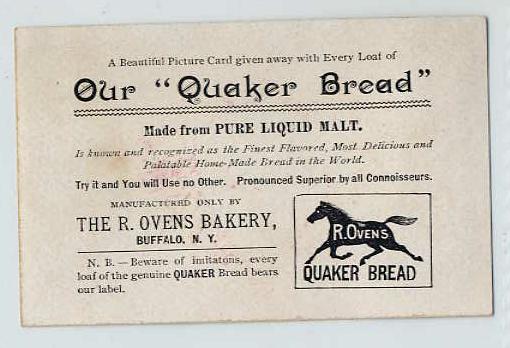 A Beautiful Picture Card given away with Every Loaf of
Our "Quaker Bread"
Made from PURE LIQUID MALT.
Is known and recognized as the Finest Flavored, Most Delicious and
Palatable Home-Made Bread in the World.
Try it and You will Use no Other. Pronounced Superior by all Connoisseurs.
MANUFACTURED ONLY BY
THE R. OVENS BAKERY,
BUFFALO, N. Y.
N. B.—Beware of imitatons, every
loaf of the genuine QUAKER Bread bears
our label.
R.OVENS
QUAKER BREAD